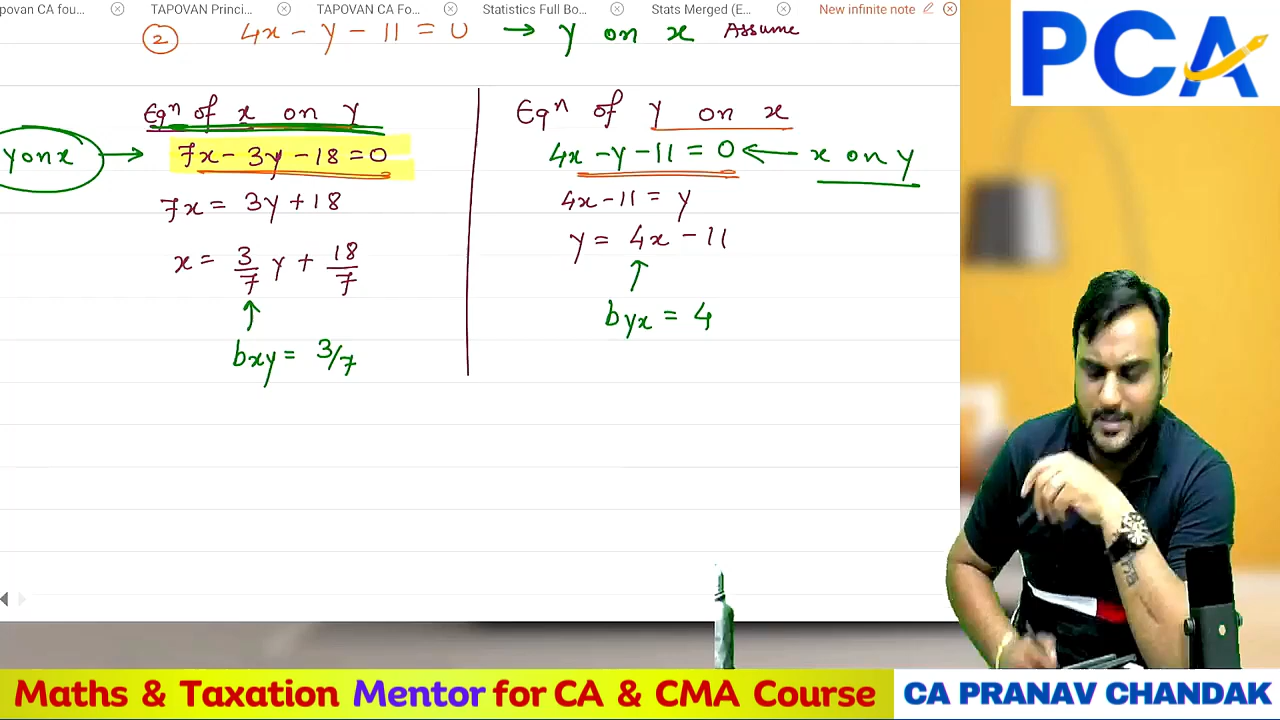 TAPOVAN Princi...
TAPOVAN CA Fo...
Statistics Full Bo...
Stats Merged (E...
New infinite note
povan CA fou...
② 4x - y - 11 = 0 → y on x Assume
PCA
Eqⁿ of x on y
y on x → 7x - 3y - 18 = 0
7x = 3y + 18
x = 3/7 y + 18/7
bxy = 3/7
Eqⁿ of y on x
4x - y - 11 = 0 ← x on y
4x - 11 = y
y = 4x - 11
byx = 4
Maths & Taxation Mentor for CA & CMA Course
CA PRANAV CHANDAK